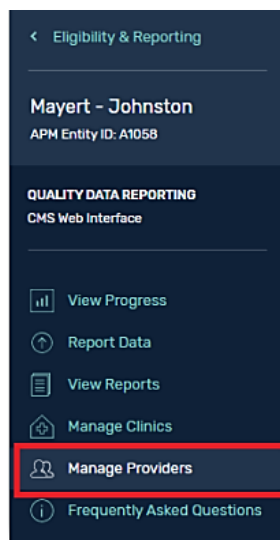 Eligibility & Reporting
Mayert - Johnston
APM Entity ID: A1058
QUALITY DATA REPORTING
CMS Web Interface
View Progress
Report Data
View Reports
Manage Clinics
Manage Providers
Frequently Asked Questions